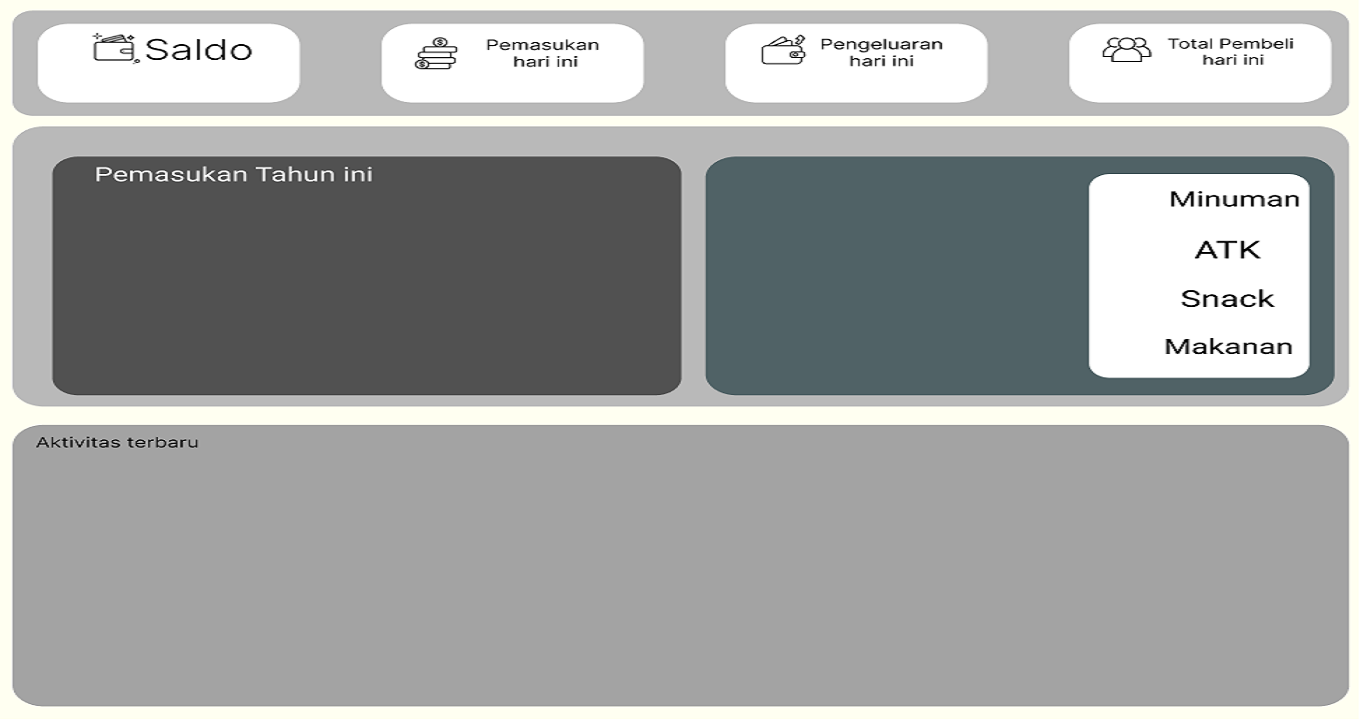 Saldo
Pemasukan
hari ini
Pengeluaran
hari ini
Total Pembeli
hari ini
Pemasukan Tahun ini
Minuman
ATK
Snack
Makanan
Aktivitas terbaru